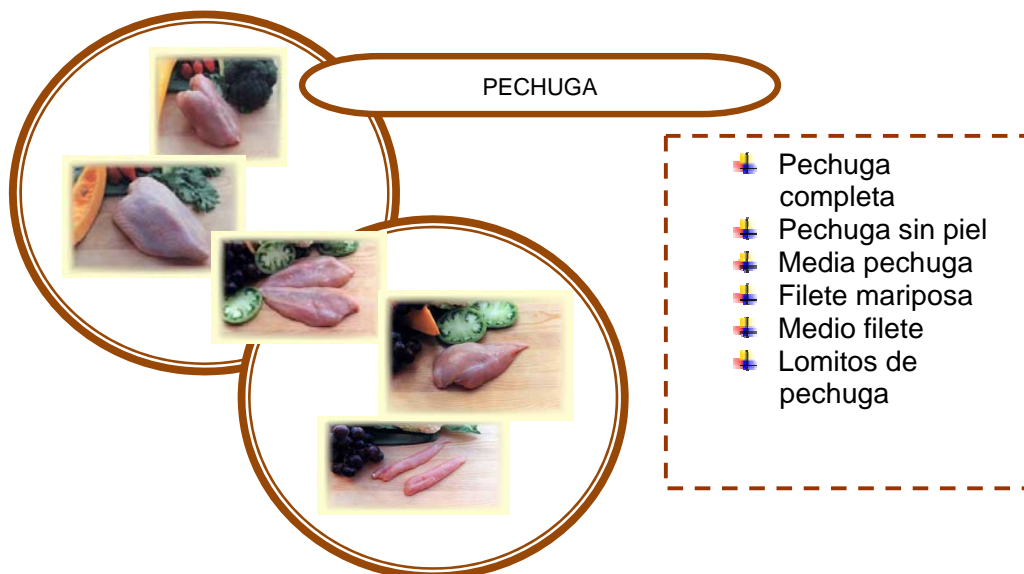 PECHUGA
Pechuga
completa
Pechuga sin piel
Media pechuga
Filete mariposa
Medio filete
Lomitos de
pechuga